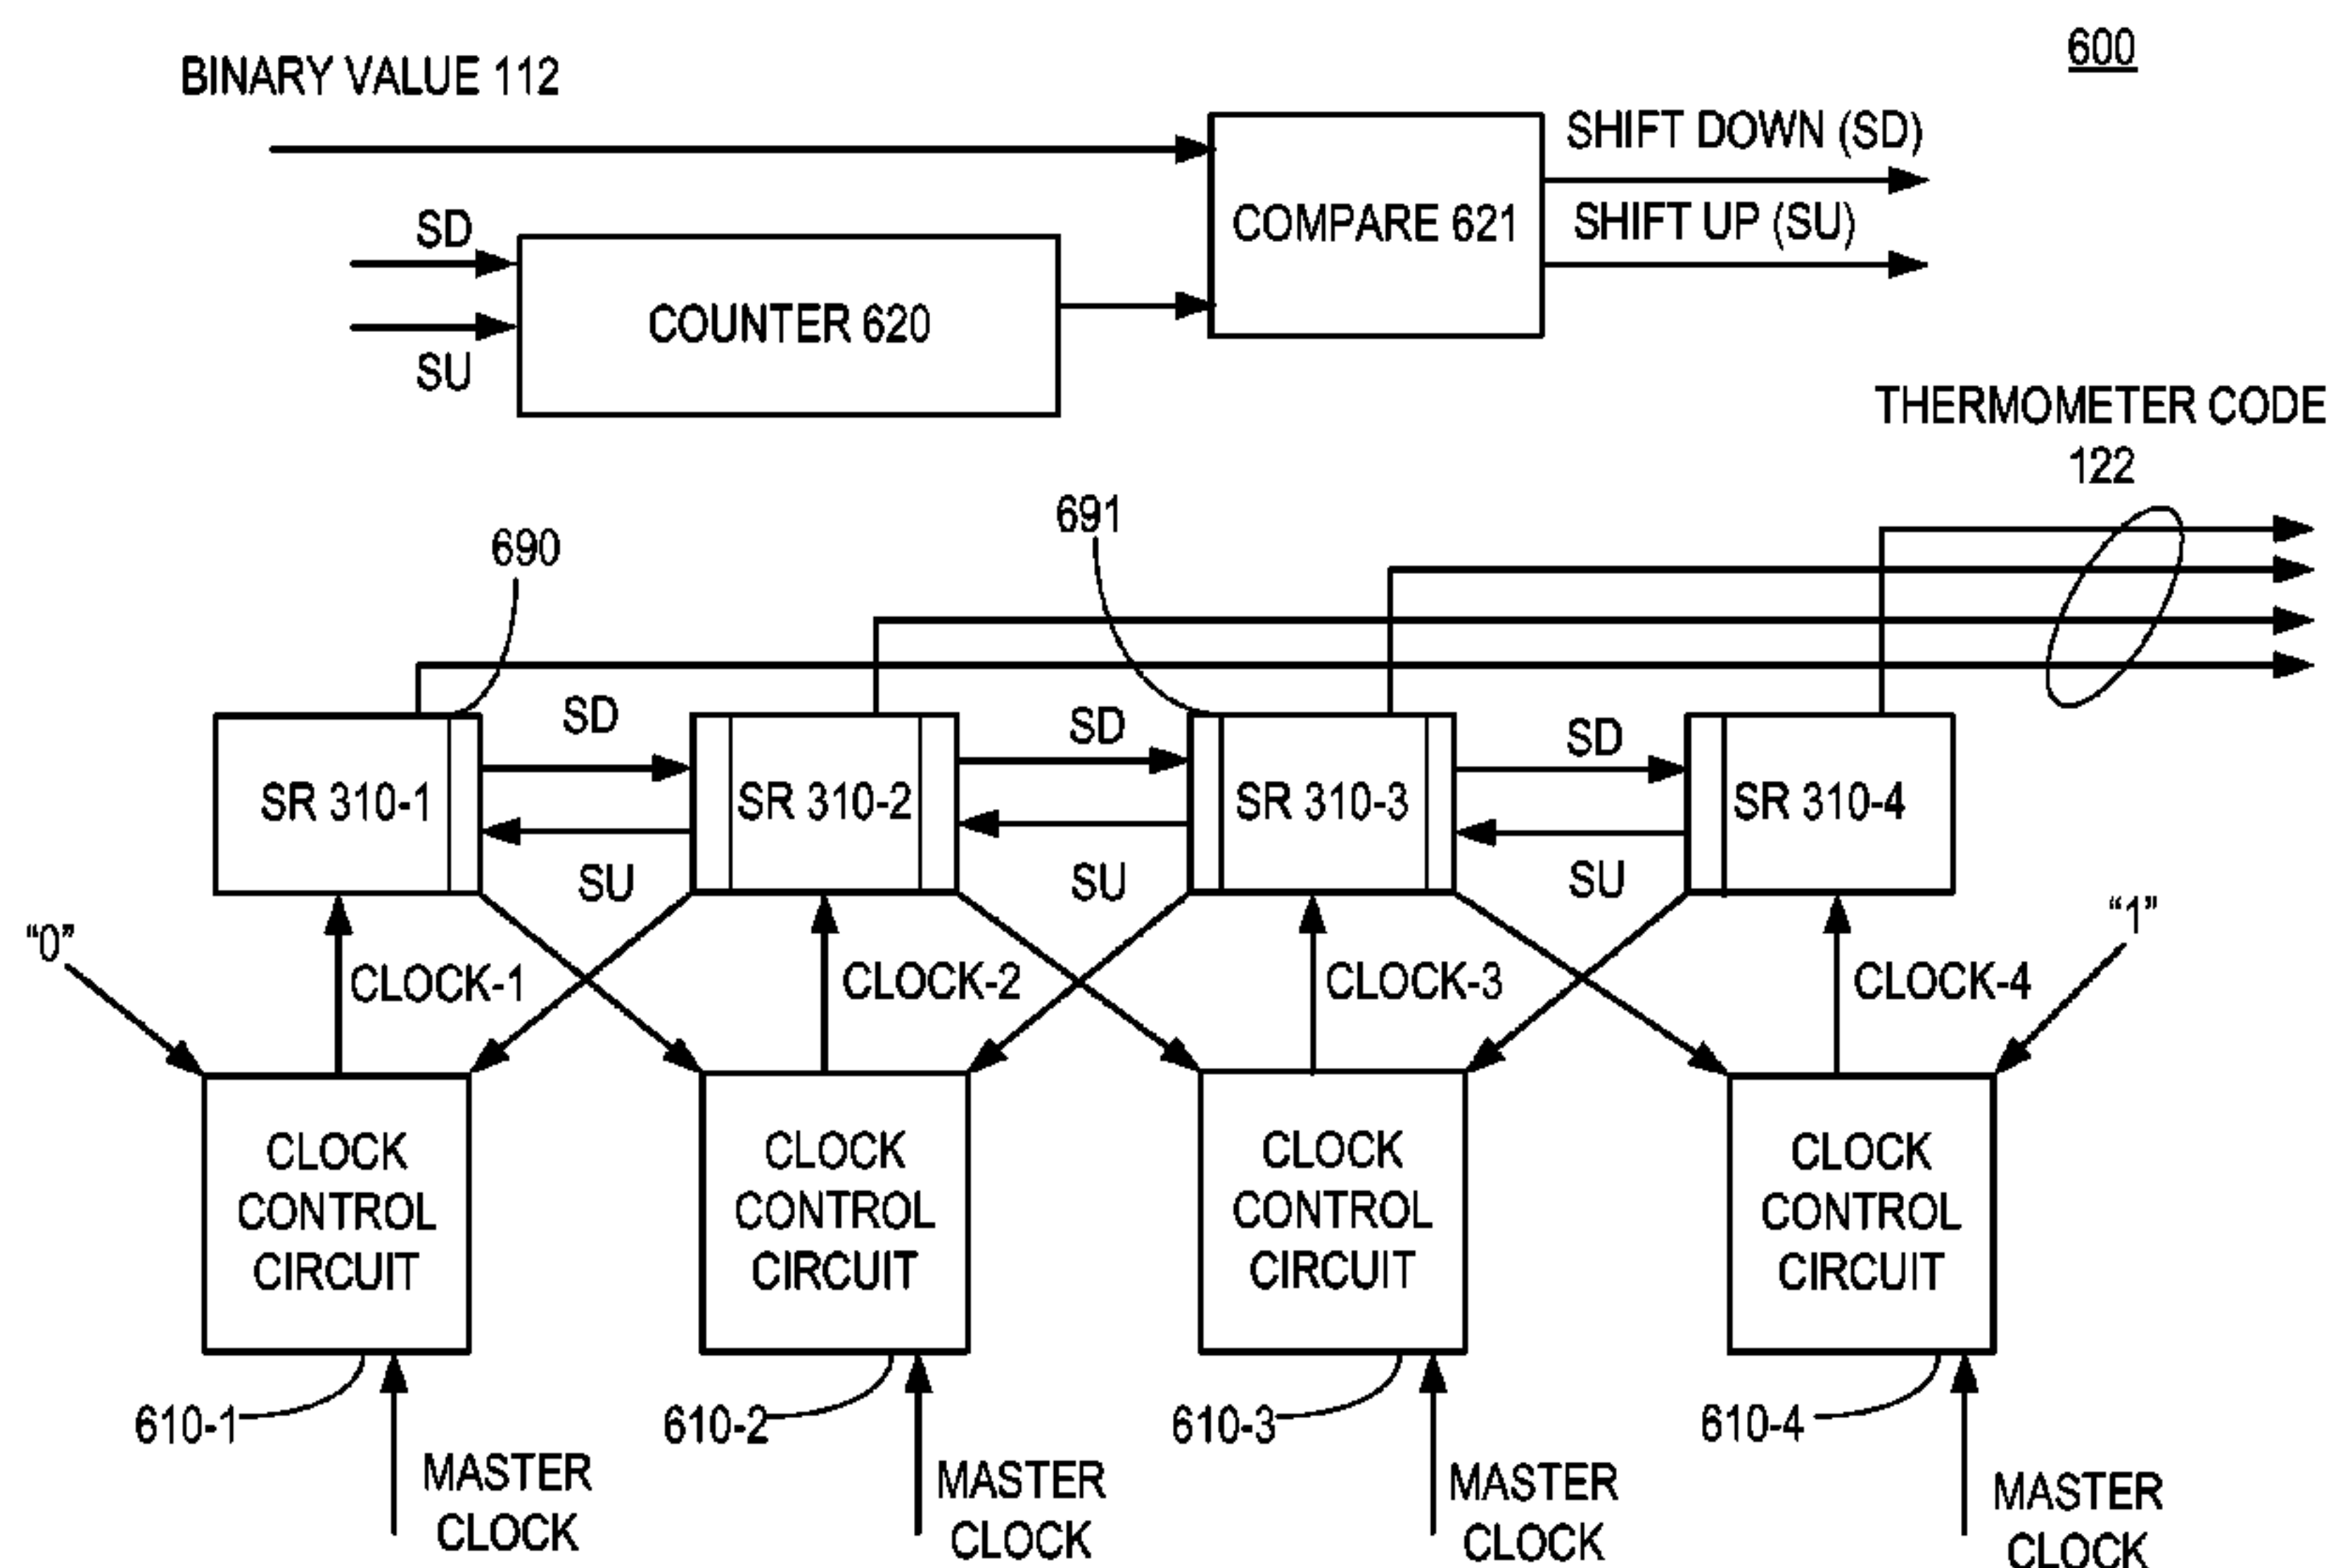 600
BINARY VALUE 112
SHIFT DOWN (SD)
COMPARE 621
SHIFT UP (SU)
SD
COUNTER 620
SU
THERMOMETER CODE
122
690
691
SD
SD
SD
SR 310-1
SR 310-2
SR 310-3
SR 310-4
SU
SU
SU
“0”
“1”
CLOCK-1
CLOCK-2
CLOCK-3
CLOCK-4
CLOCK
CONTROL
CIRCUIT
CLOCK
CONTROL
CIRCUIT
CLOCK
CONTROL
CIRCUIT
CLOCK
CONTROL
CIRCUIT
610-1
610-2
610-3
610-4
MASTER
CLOCK
MASTER
CLOCK
MASTER
CLOCK
MASTER
CLOCK